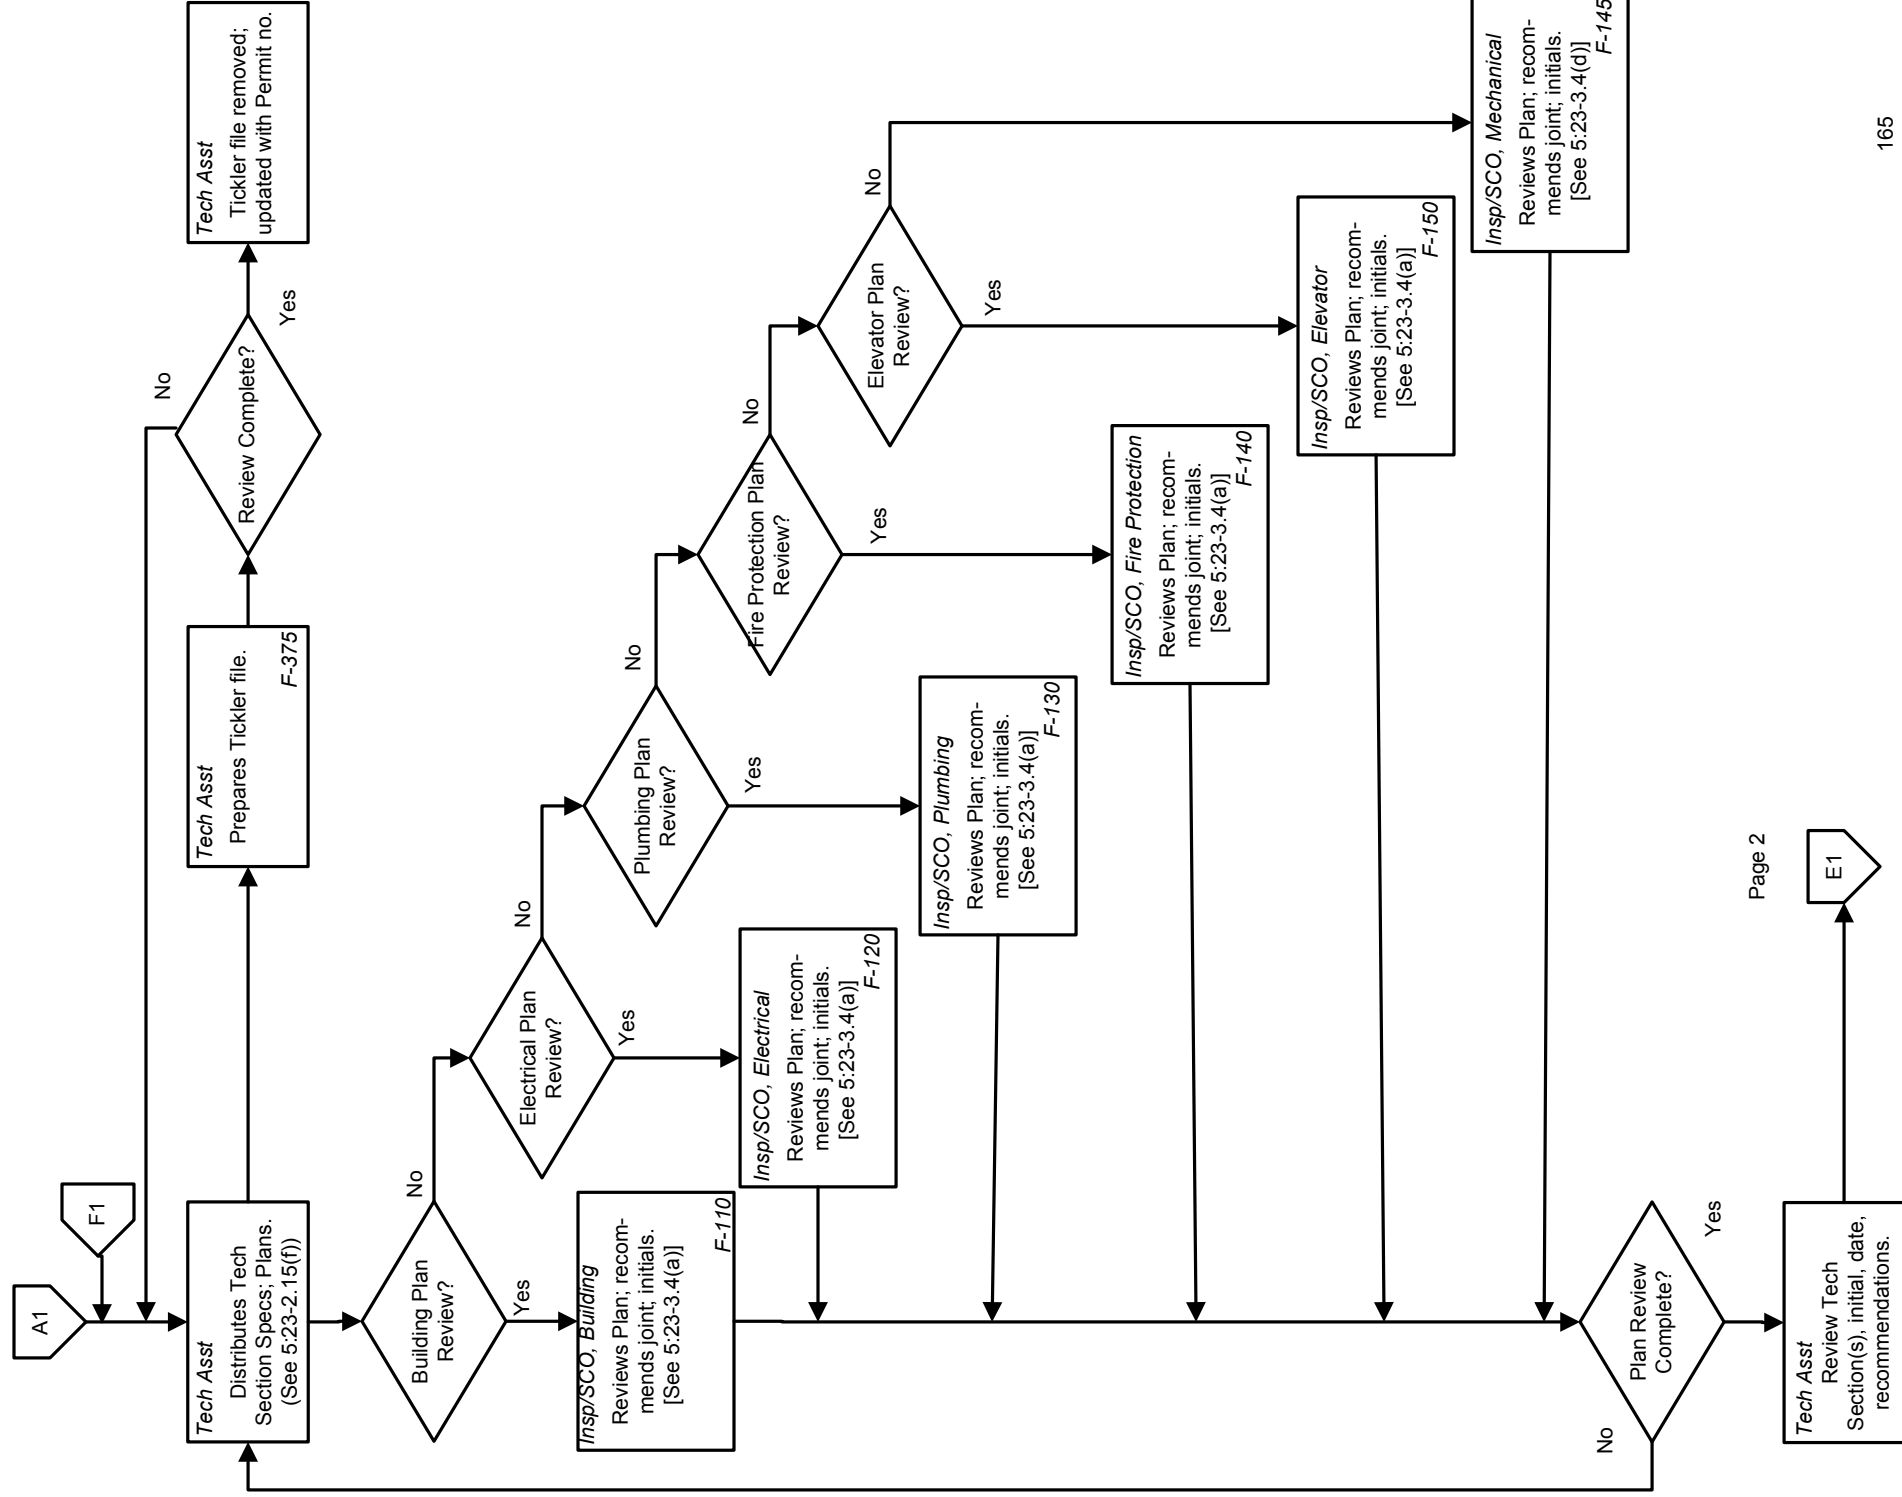 A1
F1
Tech Asst
Distributes Tech
Section Specs; Plans.
(See 5:23-2.15(f))
Tech Asst
Prepares Tickler file.
F-375
Review Complete?
No
Yes
Tech Asst
Tickler file removed;
updated with Permit no.
Building Plan
Review?
No
Yes
Insp/SCO, Building
Reviews Plan; recom-
mends joint; initials.
[See 5:23-3.4(a)]
F-110
Electrical Plan
Review?
No
Yes
Insp/SCO, Electrical
Reviews Plan; recom-
mends joint; initials.
[See 5:23-3.4(a)]
F-120
Plumbing Plan
Review?
No
Yes
Insp/SCO, Plumbing
Reviews Plan; recom-
mends joint; initials.
[See 5:23-3.4(a)]
F-130
Fire Protection Plan
Review?
No
Yes
Insp/SCO, Fire Protection
Reviews Plan; recom-
mends joint; initials.
[See 5:23-3.4(a)]
F-140
Elevator Plan
Review?
No
Yes
Insp/SCO, Elevator
Reviews Plan; recom-
mends joint; initials.
[See 5:23-3.4(a)]
F-150
Insp/SCO, Mechanical
Reviews Plan; recom-
mends joint; initials.
[See 5:23-3.4(d)]
F-145
Plan Review
Complete?
No
Yes
Tech Asst
Review Tech
Section(s), initial, date,
recommendations.
Page 2
E1
165